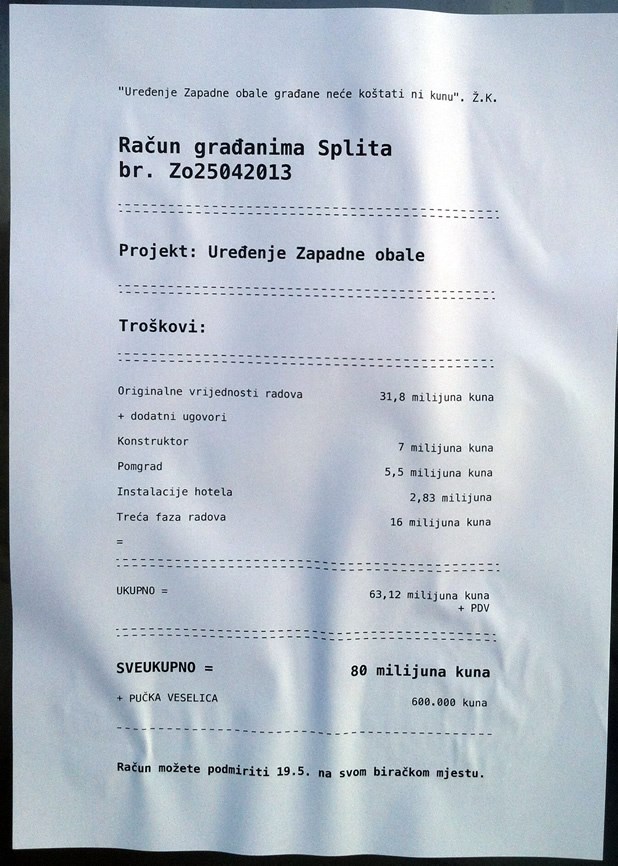 "Uređenje Zapadne obale građane neće koštati ni kunu". Ž.K.
Račun građanima Splita
br. Zo25042013
Projekt: Uređenje Zapadne obale
Troškovi:
Originalne vrijednosti radova 31,8 milijuna kuna
+ dodatni ugovori
Konstruktor 7 milijuna kuna
Pomgrad 5,5 milijuna kuna
Instalacije hotela 2,83 milijuna
Treća faza radova 16 milijuna kuna
=
UKUPNO = 63,12 milijuna kuna
+ PDV
SVEUKUPNO = 80 milijuna kuna
+ PUČKA VESELICA 600.000 kuna
Račun možete podmiriti 19.5. na svom biračkom mjestu.